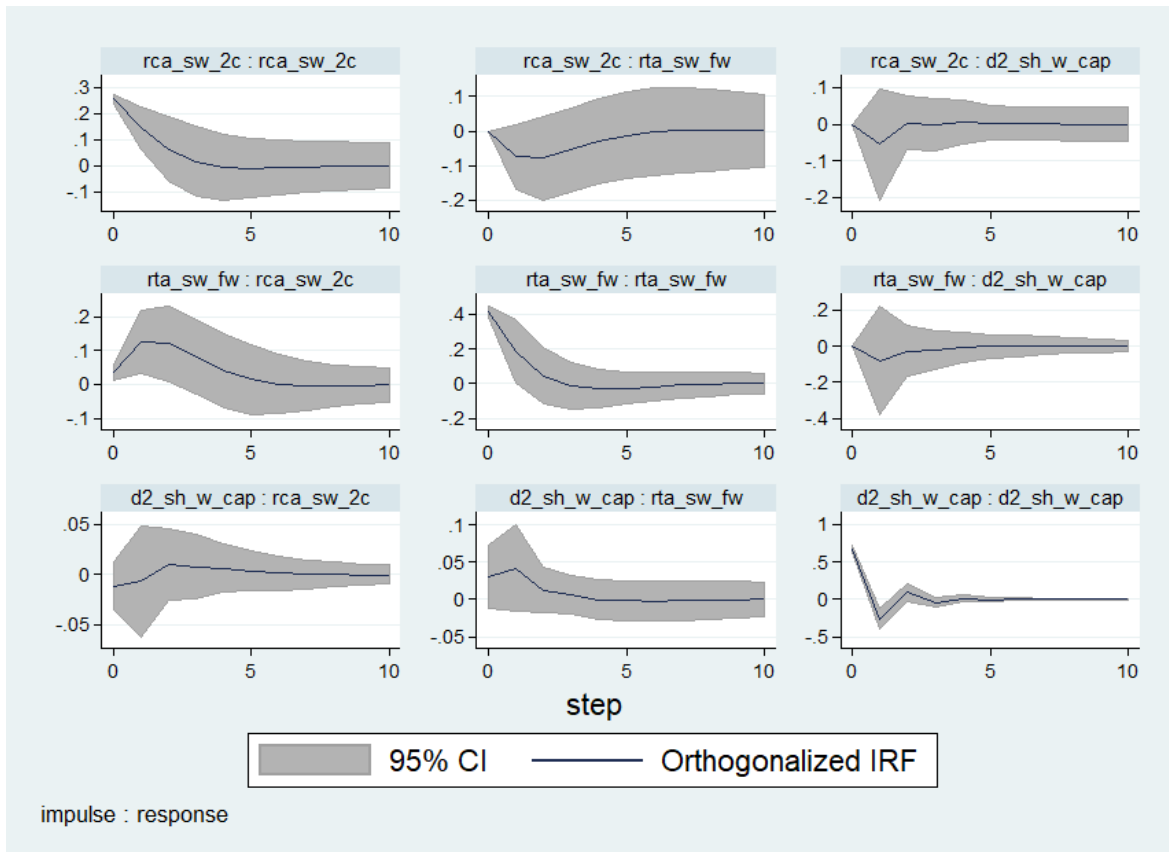 rca_sw_2c : rca_sw_2c
rca_sw_2c : rta_sw_fw
rca_sw_2c : d2_sh_w_cap
.3
.2
.1
0
-.1
0 5 10
.1
0
-.1
-.2
0 5 10
.1
0
-.1
-.2
0 5 10
rta_sw_fw : rca_sw_2c
rta_sw_fw : rta_sw_fw
rta_sw_fw : d2_sh_w_cap
.2
.1
0
-.1
0 5 10
.4
.2
0
-.2
0 5 10
.2
0
-.2
-.4
0 5 10
d2_sh_w_cap : rca_sw_2c
d2_sh_w_cap : rta_sw_fw
d2_sh_w_cap : d2_sh_w_cap
.05
0
-.05
0 5 10
.1
.05
0
-.05
0 5 10
1
.5
0
-.5
0 5 10
step
95% CI
Orthogonalized IRF
impulse : response